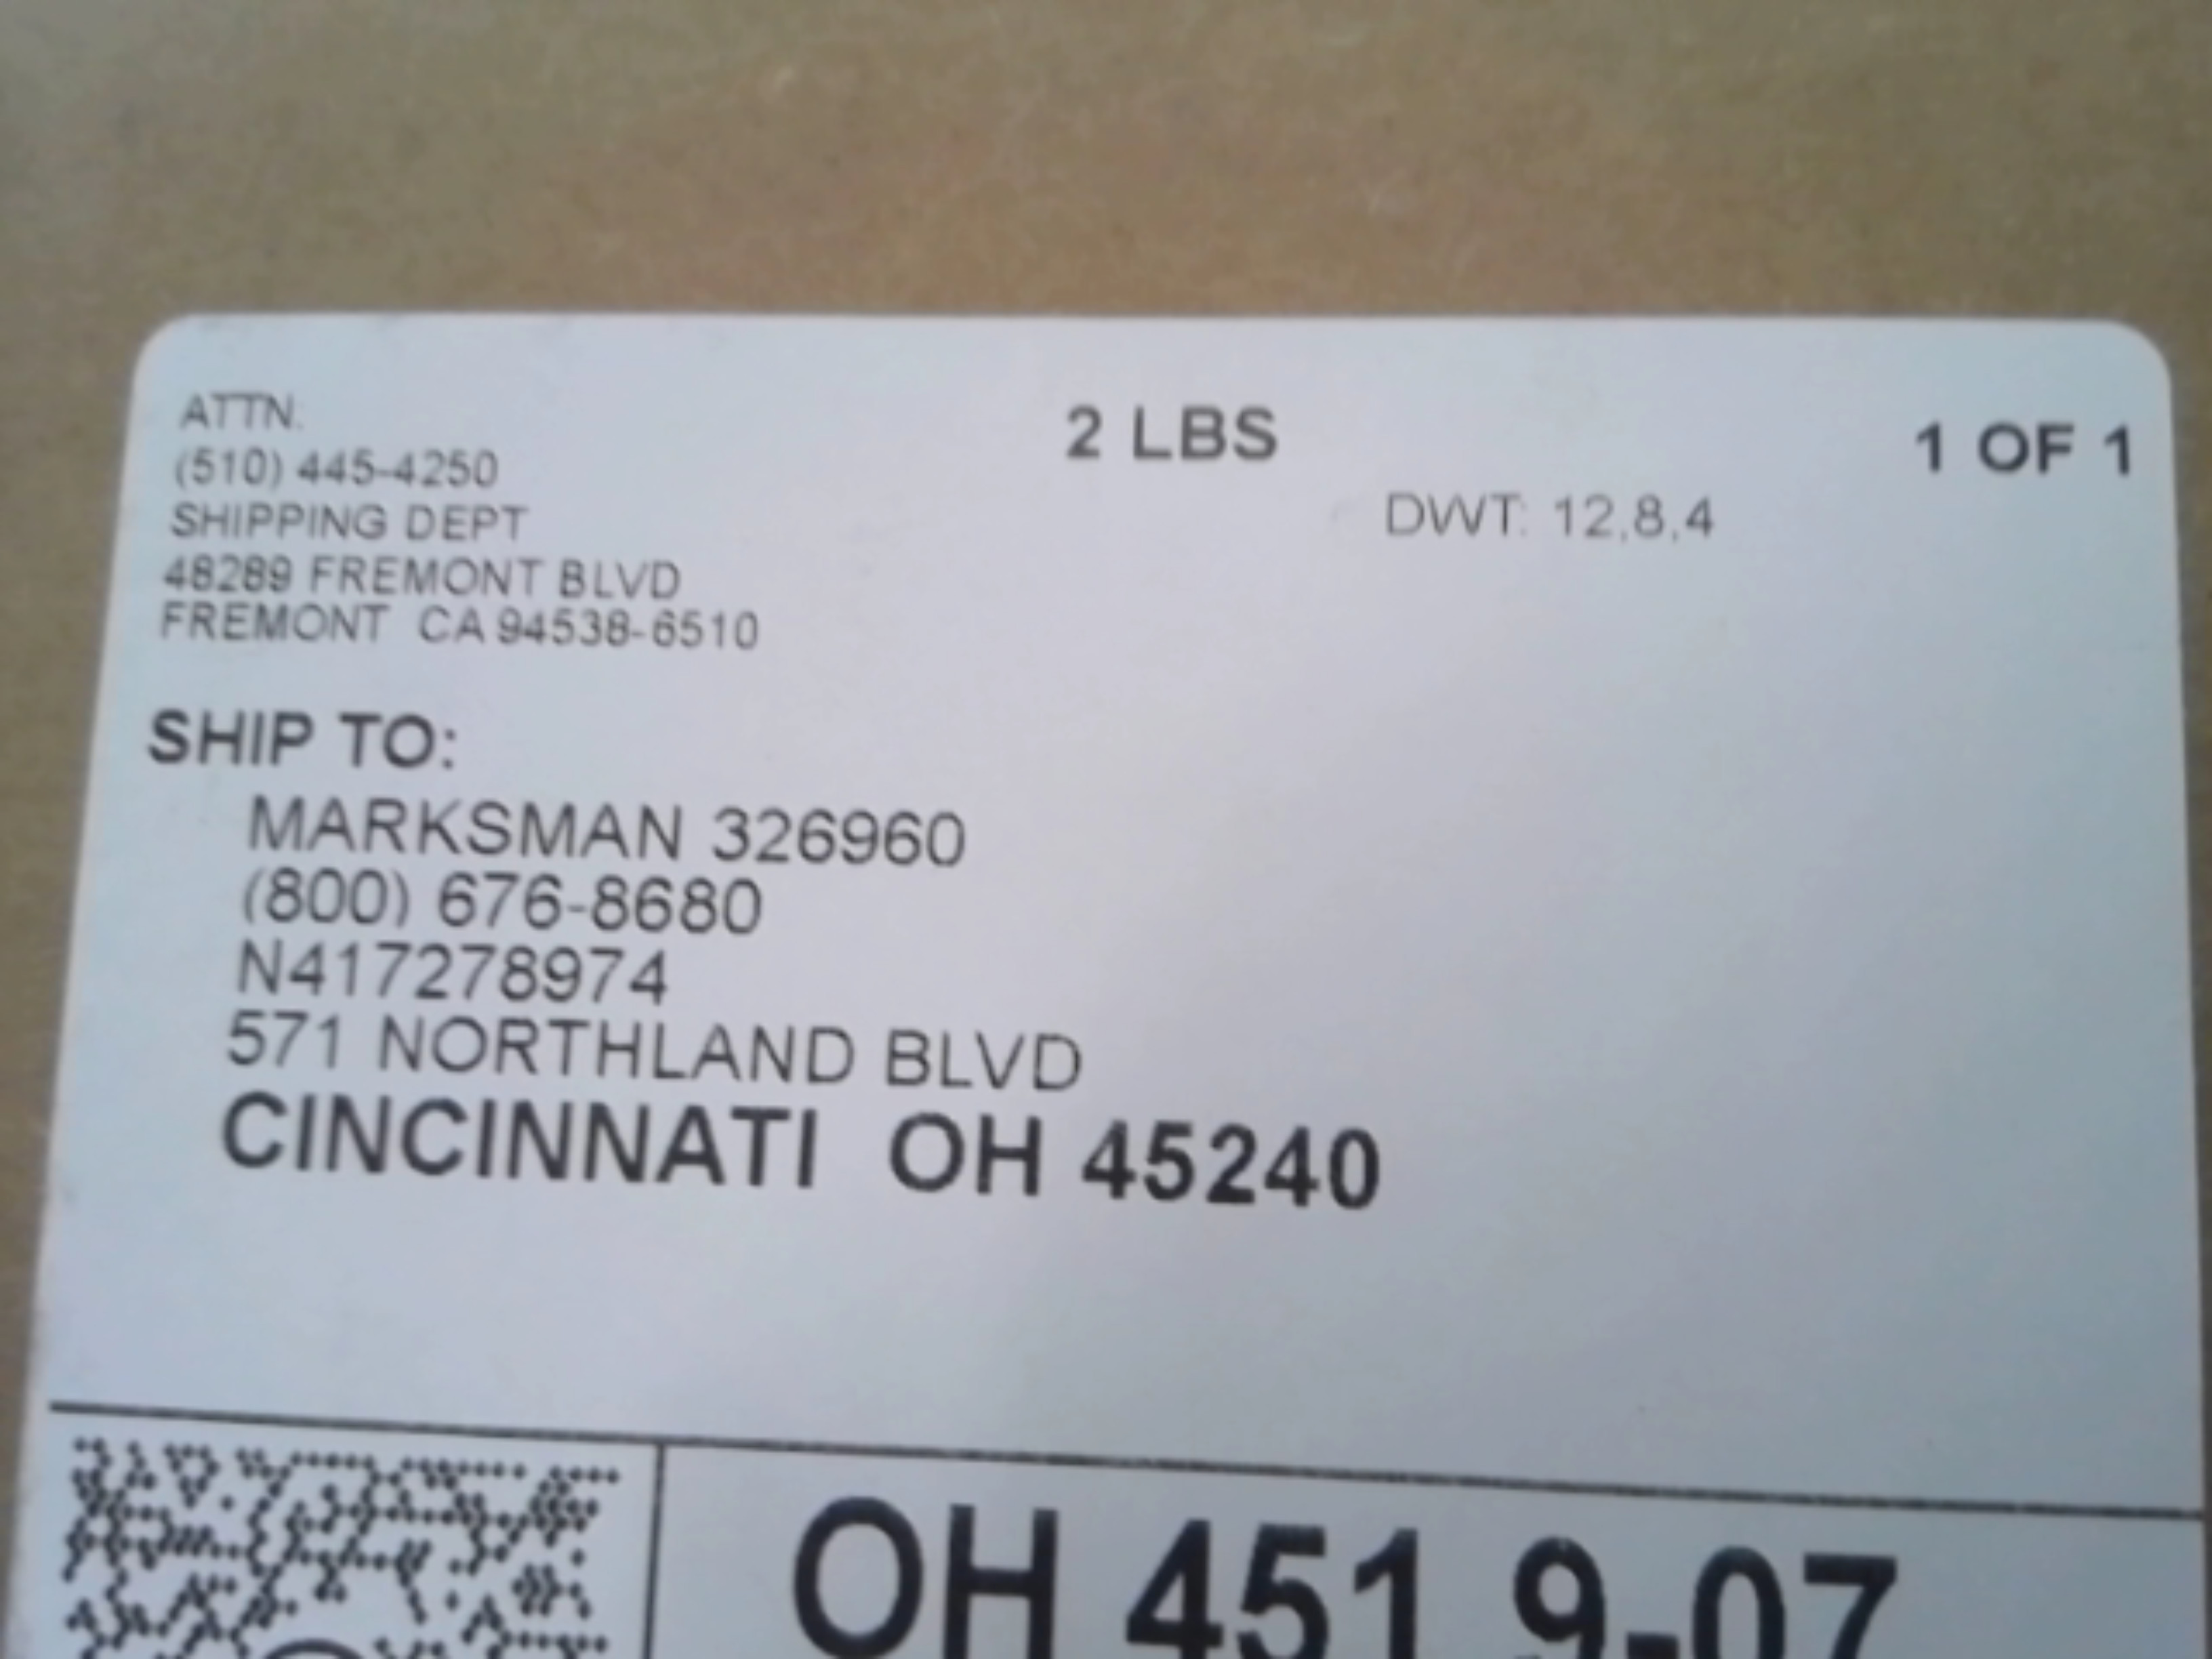 ATTN.
(510) 445-4250
SHIPPING DEPT
48289 FREMONT BLVD
FREMONT CA 94538-6510
2 LBS
1 OF 1
DWT: 12,8,4
SHIP TO:
MARKSMAN 326960
(800) 676-8680
N417278974
571 NORTHLAND BLVD
CINCINNATI OH 45240
OH 451 9-07